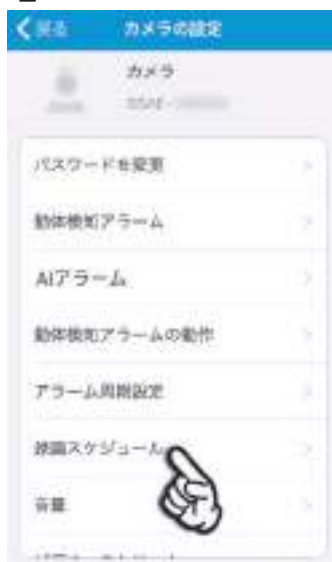 戻る
カメラの設定
カメラ
パスワードを変更
動体検知アラーム
AIアラーム
動体検知アラームの動作
アラーム周期設定
録画スケジュール
音量